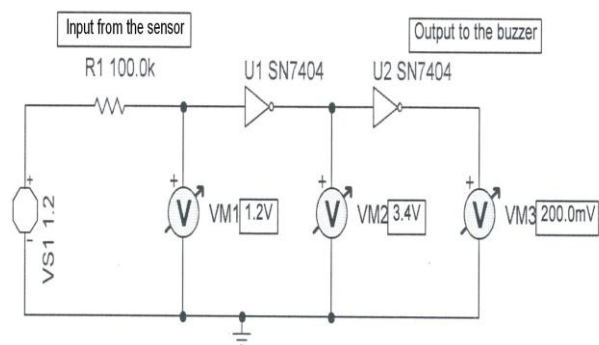 Input from the sensor
Output to the buzzer
R1 100.0k
U1 SN7404
U2 SN7404
+
+
+
+
-
VS1 1.2
V
VM1 1.2V
V
VM2 3.4V
V
VM3 200.0mV